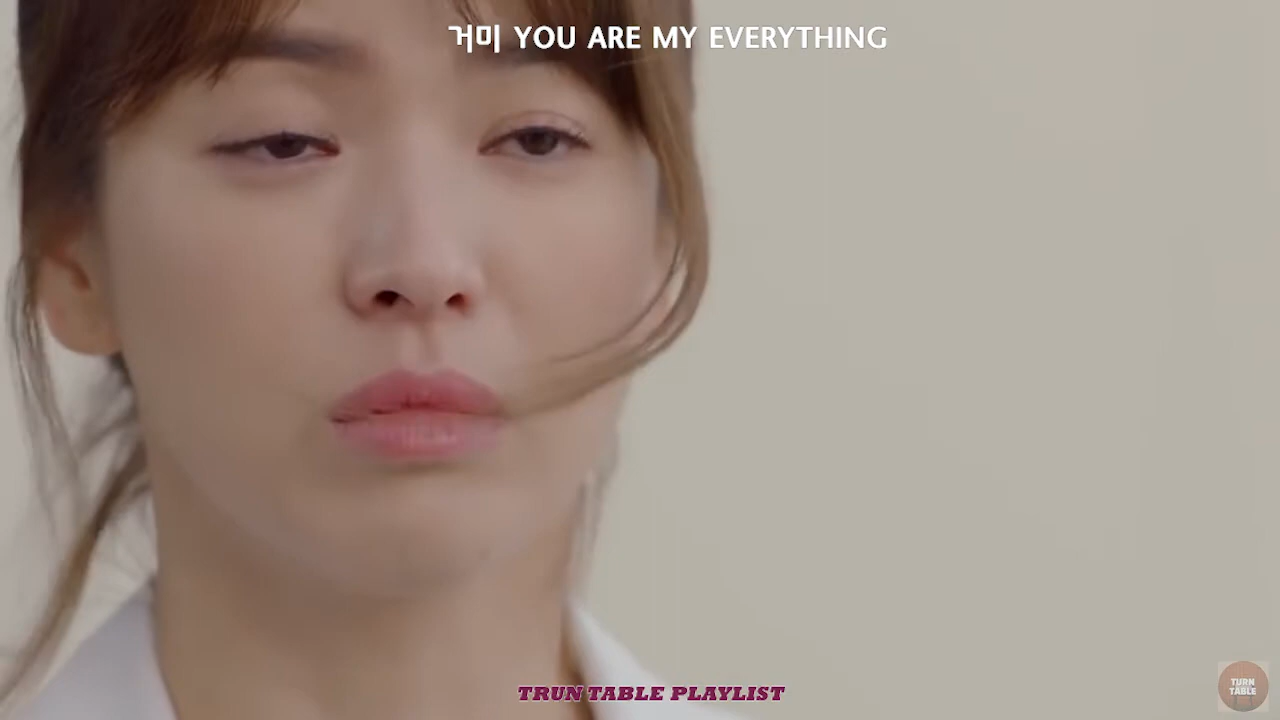 거미 YOU ARE MY EVERYTHING
TRUN TABLE PLAYLIST
TURN
TABLE